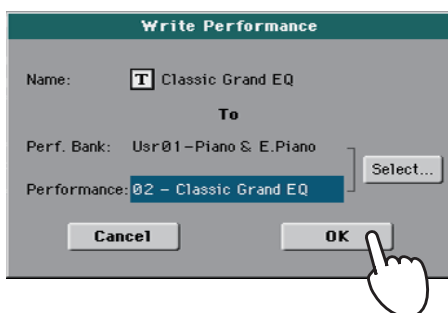 Write Performance
Name: T Classic Grand EQ
To
Perf. Bank: Usr01-Piano & E.Piano
Select...
Performance: 02 - Classic Grand EQ
Cancel OK